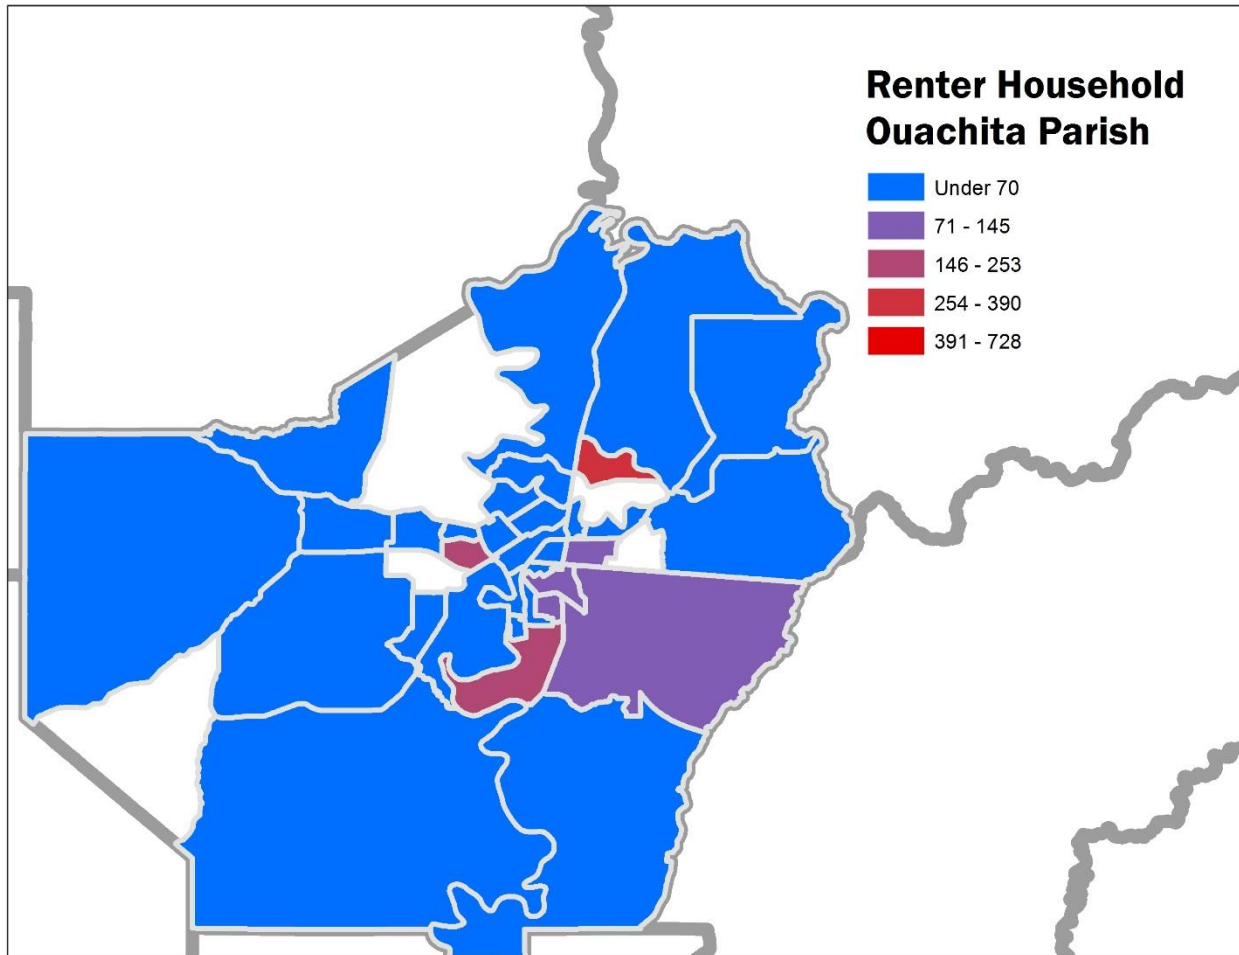 Renter Household
Ouachita Parish
Under 70
71 - 145
146 - 253
254 - 390
391 - 728